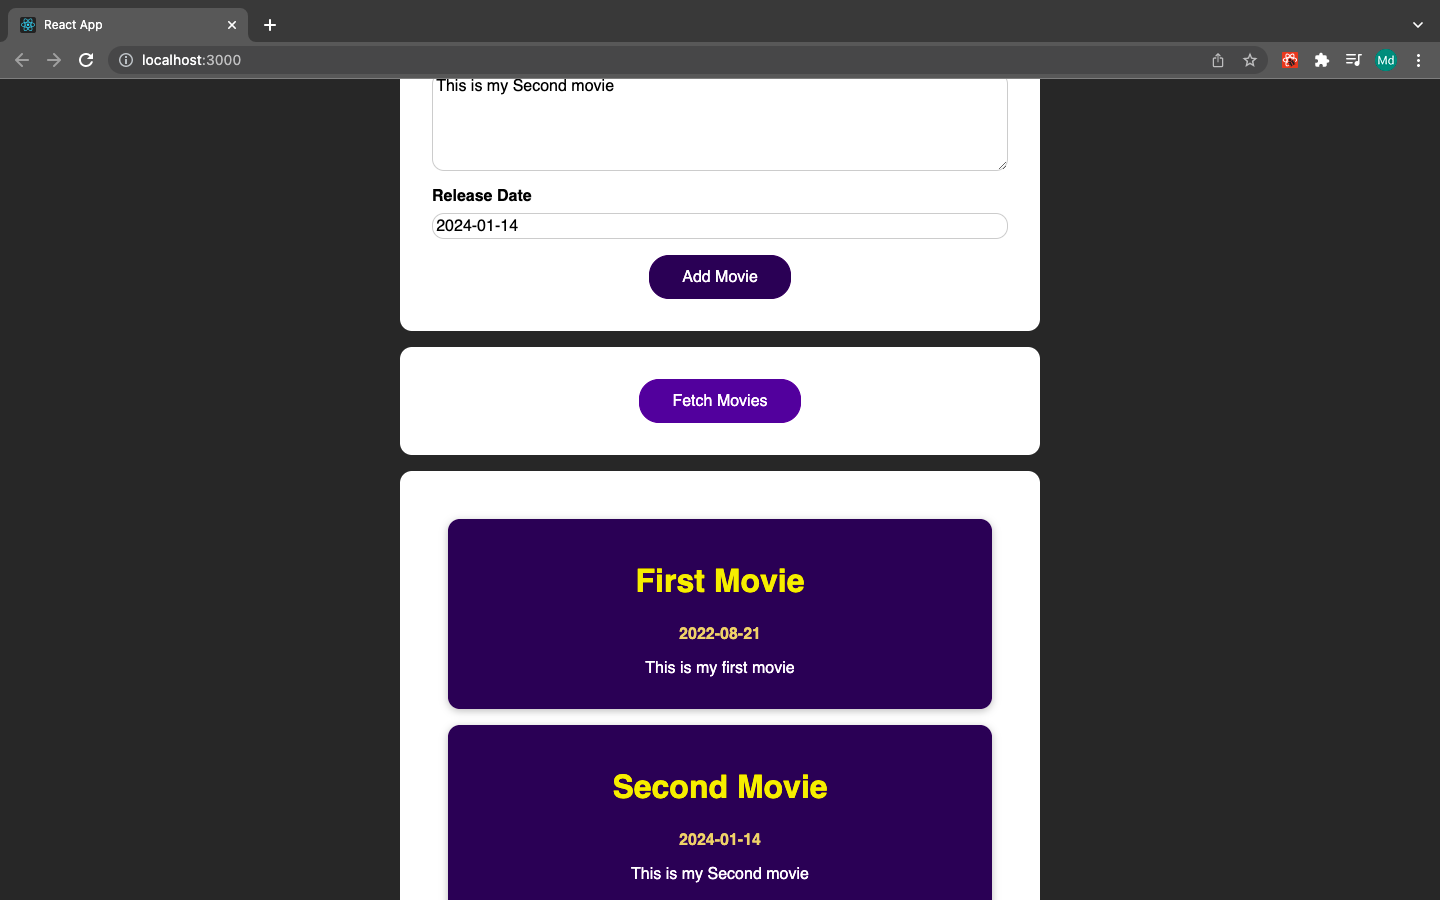 React App
localhost:3000
Md
This is my Second movie
Release Date
2024-01-14
Add Movie
Fetch Movies
First Movie
2022-08-21
This is my first movie
Second Movie
2024-01-14
This is my Second movie